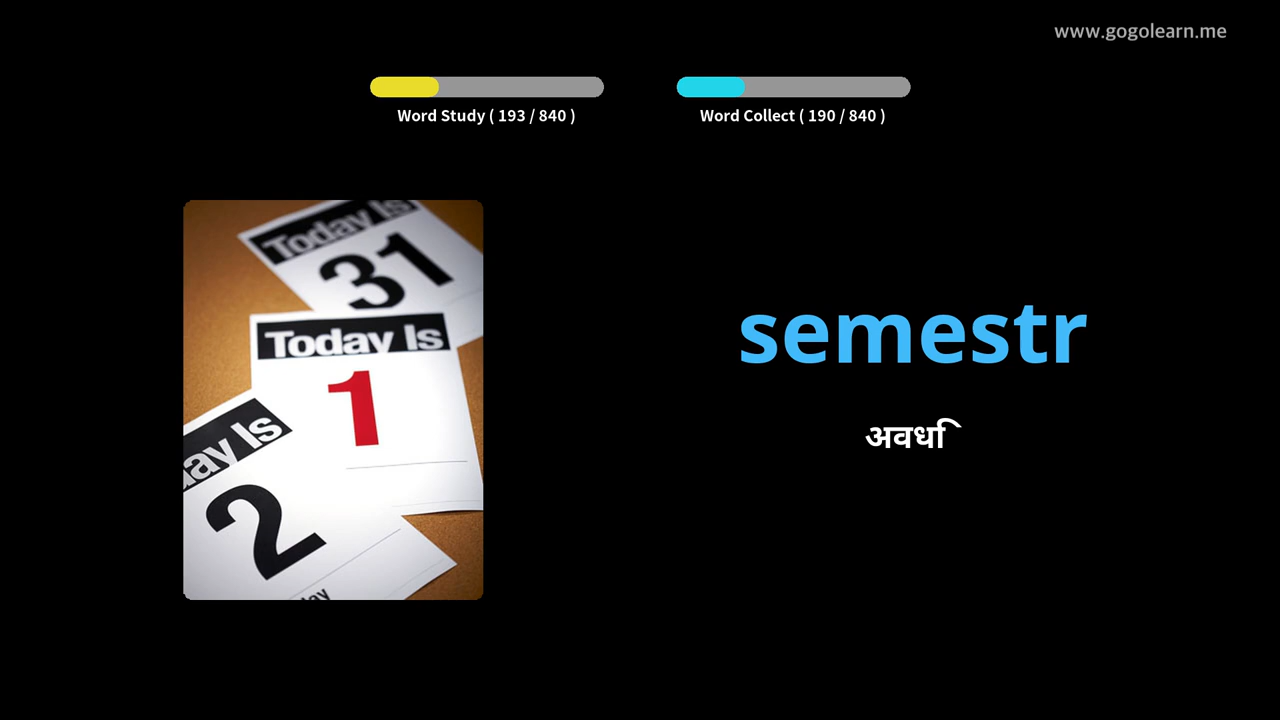 www.gogolearn.me
Word Study ( 193 / 840 )
Word Collect ( 190 / 840 )
Today Is
31
Today Is
1
ay Is
2
ay
semestr
अवधि